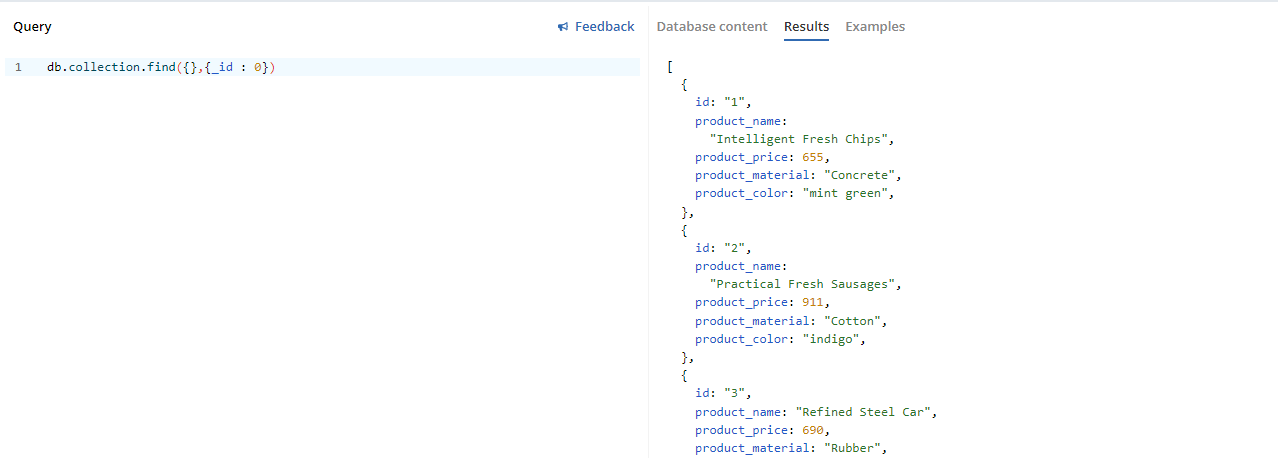 Query
Feedback
1 db.collection.find({},{_id : 0})
Database content Results Examples
[
{
id: "1",
product_name:
"Intelligent Fresh Chips",
product_price: 655,
product_material: "Concrete",
product_color: "mint green",
},
{
id: "2",
product_name:
"Practical Fresh Sausages",
product_price: 911,
product_material: "Cotton",
product_color: "indigo",
},
{
id: "3",
product_name: "Refined Steel Car",
product_price: 690,
product_material: "Rubber",